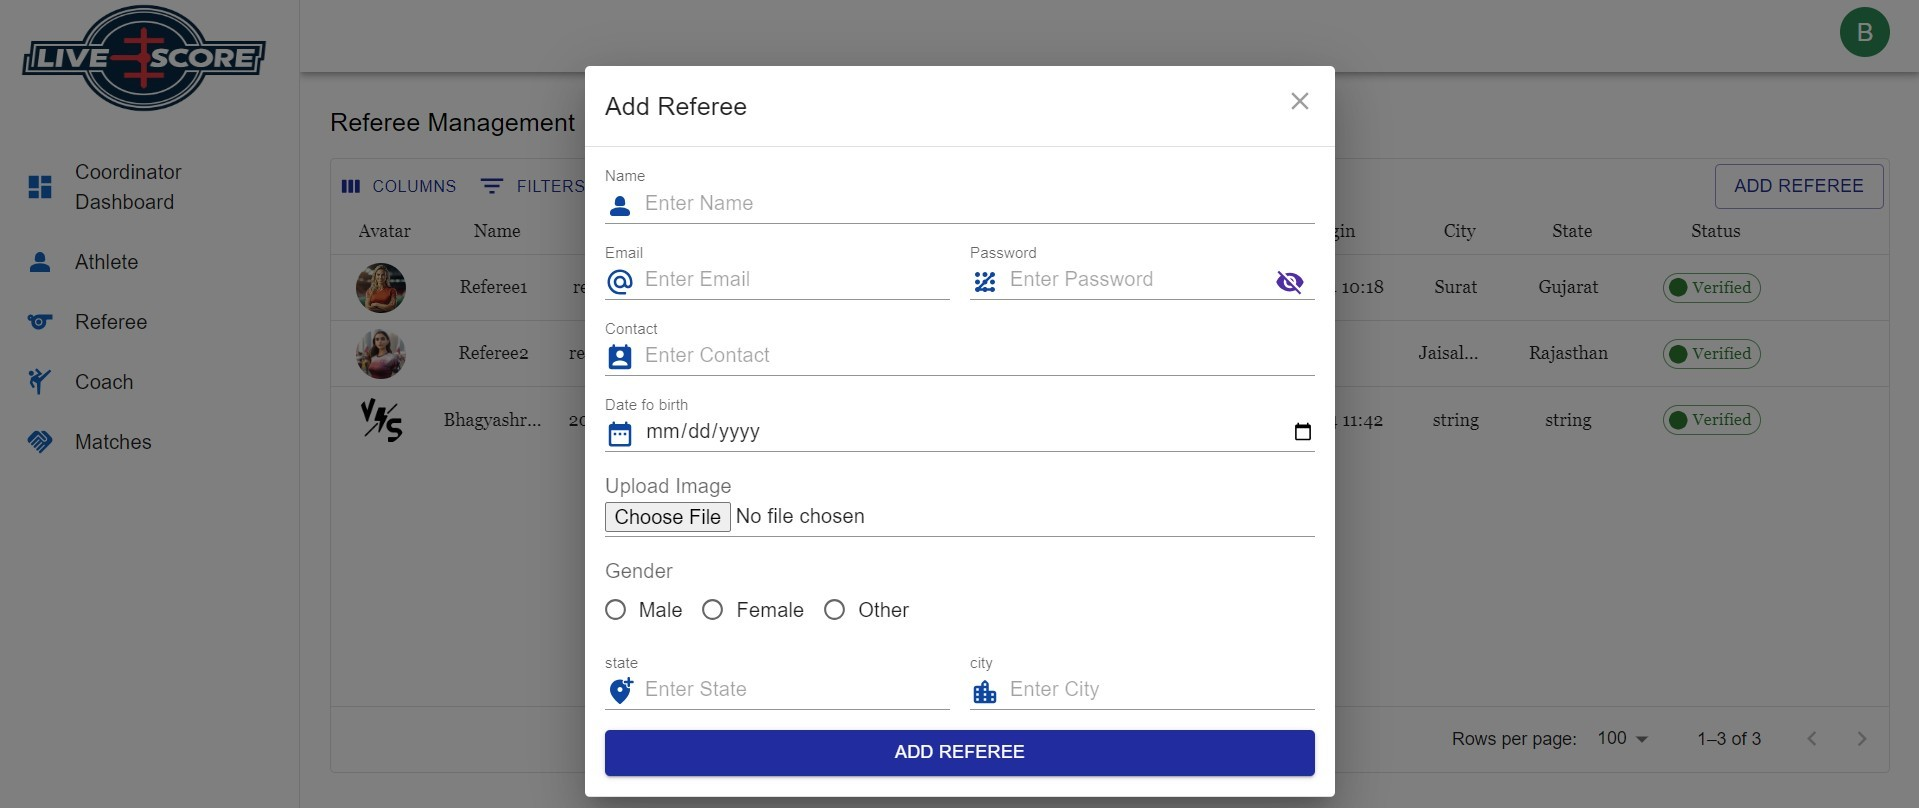 LIVE SCORE
B
Coordinator
Dashboard
Athlete
Referee
Coach
Matches
Referee Management
COLUMNS FILTERS
ADD REFEREE
Avatar Name City State Status
Referee1 10:18 Surat Gujarat Verified
Referee2 Jaisal... Rajasthan Verified
Bhagyashr... 11:42 string string Verified
Rows per page: 100 1–3 of 3
Add Referee
Name
Enter Name
Email Password
Enter Email Enter Password
Contact
Enter Contact
Date fo birth
mm/dd/yyyy
Upload Image
Choose File No file chosen
Gender
Male Female Other
state city
Enter State Enter City
ADD REFEREE